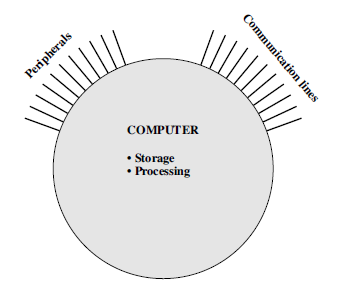 Peripherals
Communication lines
COMPUTER
• Storage
• Processing